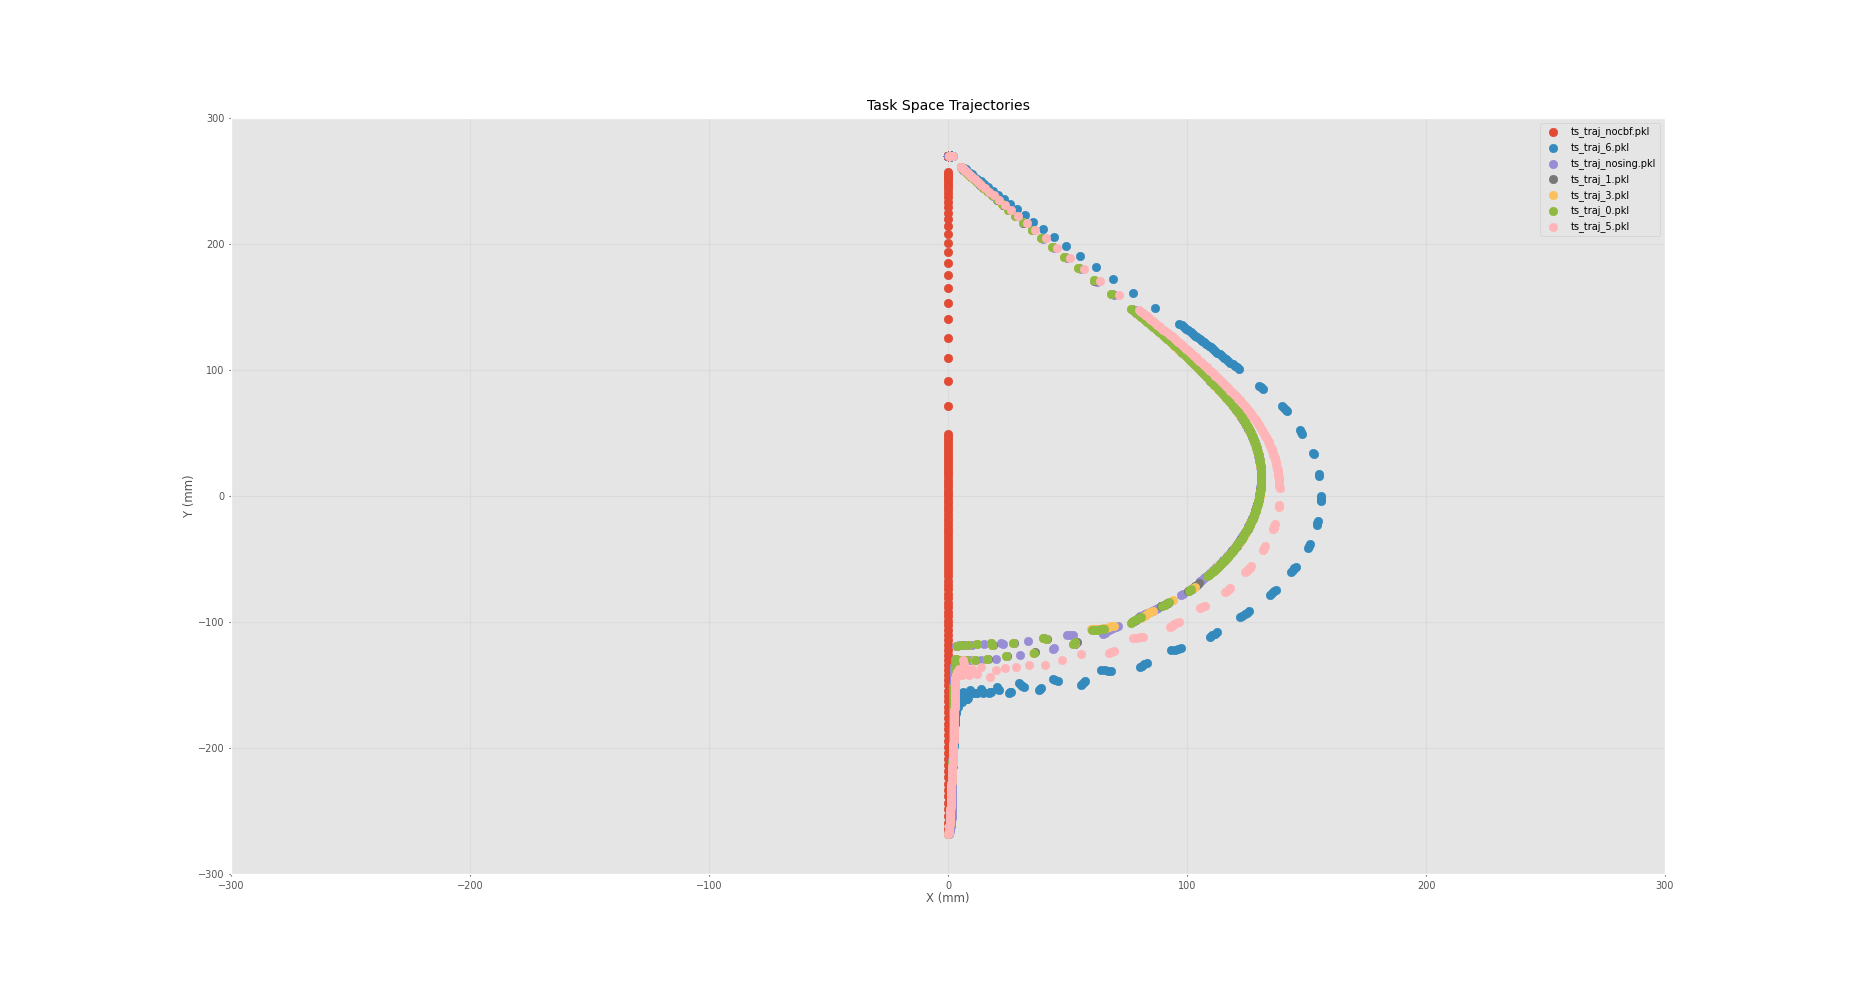 Task Space Trajectories
ts_traj_nocbf.pkl
ts_traj_6.pkl
ts_traj_nosing.pkl
ts_traj_1.pkl
ts_traj_3.pkl
ts_traj_0.pkl
ts_traj_5.pkl
Y (mm)
300
200
100
0
−100
−200
−300
−300
−200
−100
0
100
200
300
X (mm)